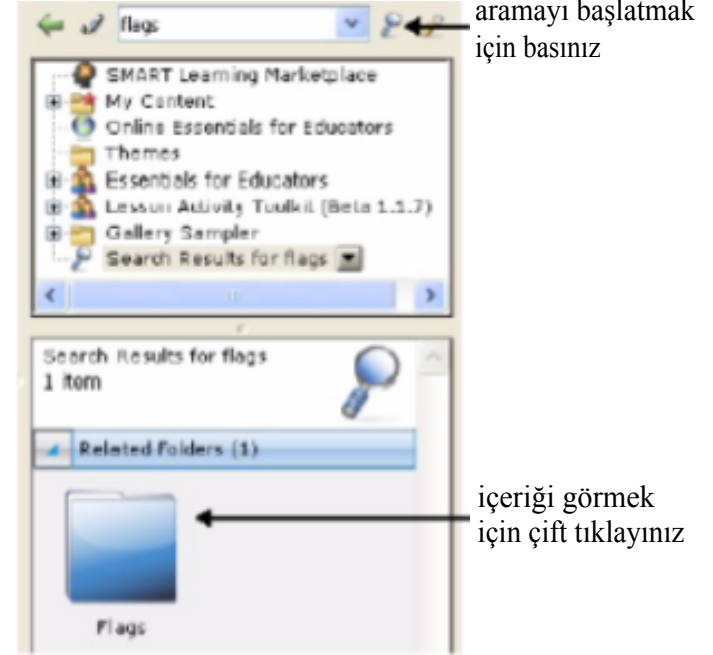 flags
aramayı başlatmak
için basınız
SMART Learning Marketplace
My Content
Online Essentials for Educators
Themes
Essentials for Educators
Lesson Activity Toolkit (Beta 1.1.7)
Gallery Sampler
Search Results for flags
Search Results for flags
1 item
Related Folders (1)
içeriği görmek
için çift tıklayınız
Flags